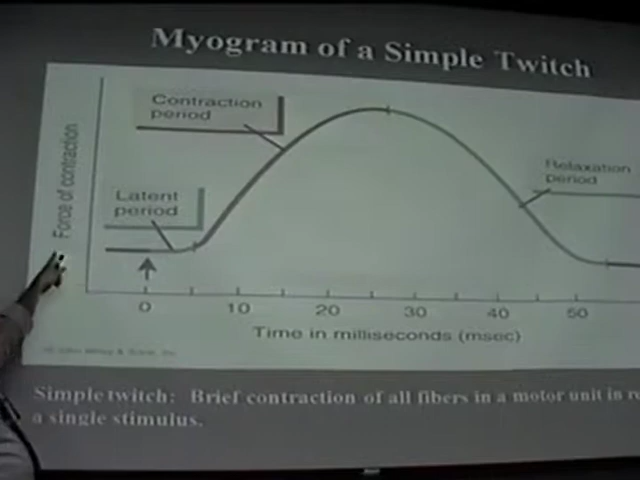 Myogram of a Simple Twitch
Contraction
period
Relaxation
period
Latent
period
Force of contraction
0 10 20 30 40 50
Time in milliseconds (msec)
Simple twitch: Brief contraction of all fibers in a motor unit in
a single stimulus.